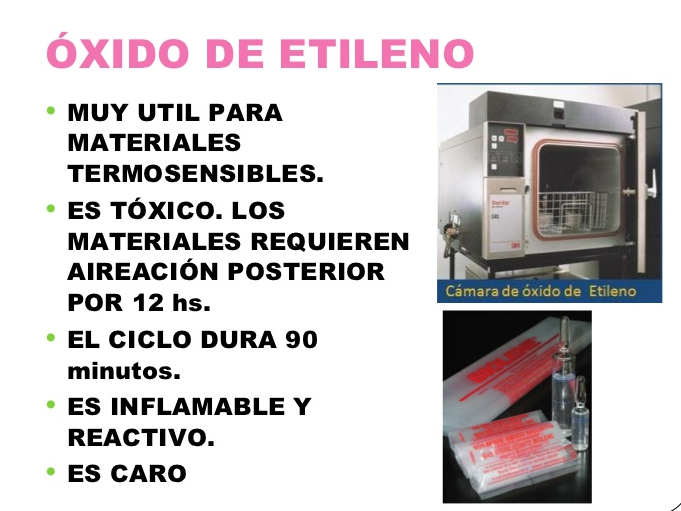 ÓXIDO DE ETILENO
• MUY UTIL PARA
MATERIALES
TERMOSENSIBLES.
• ES TÓXICO. LOS
MATERIALES REQUIEREN
AIREACIÓN POSTERIOR
POR 12 hs.
• EL CICLO DURA 90
minutos.
• ES INFLAMABLE Y
REACTIVO.
• ES CARO
Cámara de óxido de Etileno
3M